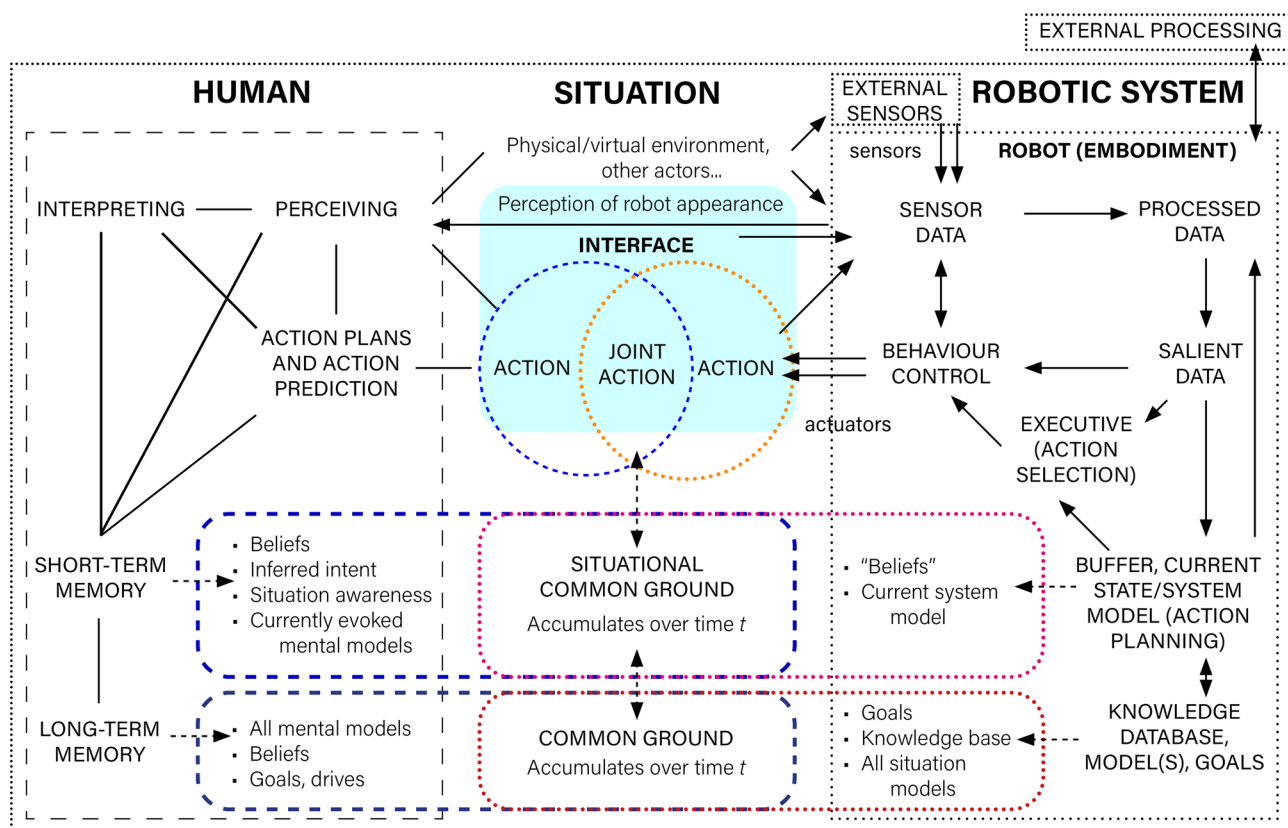 EXTERNAL PROCESSING
HUMAN
SITUATION
ROBOTIC SYSTEM
EXTERNAL
SENSORS
sensors
ROBOT (EMBODIMENT)
Physical/virtual environment,
other actors...
INTERPRETING
PERCEIVING
Perception of robot appearance
INTERFACE
SENSOR
DATA
PROCESSED
DATA
ACTION PLANS
AND ACTION
PREDICTION
ACTION
JOINT
ACTION
ACTION
BEHAVIOUR
CONTROL
SALIENT
DATA
actuators
EXECUTIVE
(ACTION
SELECTION)
SHORT-TERM
MEMORY
▪ Beliefs
▪ Inferred intent
▪ Situation awareness
▪ Currently evoked
mental models
SITUATIONAL
COMMON GROUND
Accumulates over time t
▪ “Beliefs”
▪ Current system
model
BUFFER, CURRENT
STATE/SYSTEM
MODEL (ACTION
PLANNING)
LONG-TERM
MEMORY
▪ All mental models
▪ Beliefs
▪ Goals, drives
COMMON GROUND
Accumulates over time t
▪ Goals
▪ Knowledge base
▪ All situation
models
KNOWLEDGE
DATABASE,
MODEL(S), GOALS